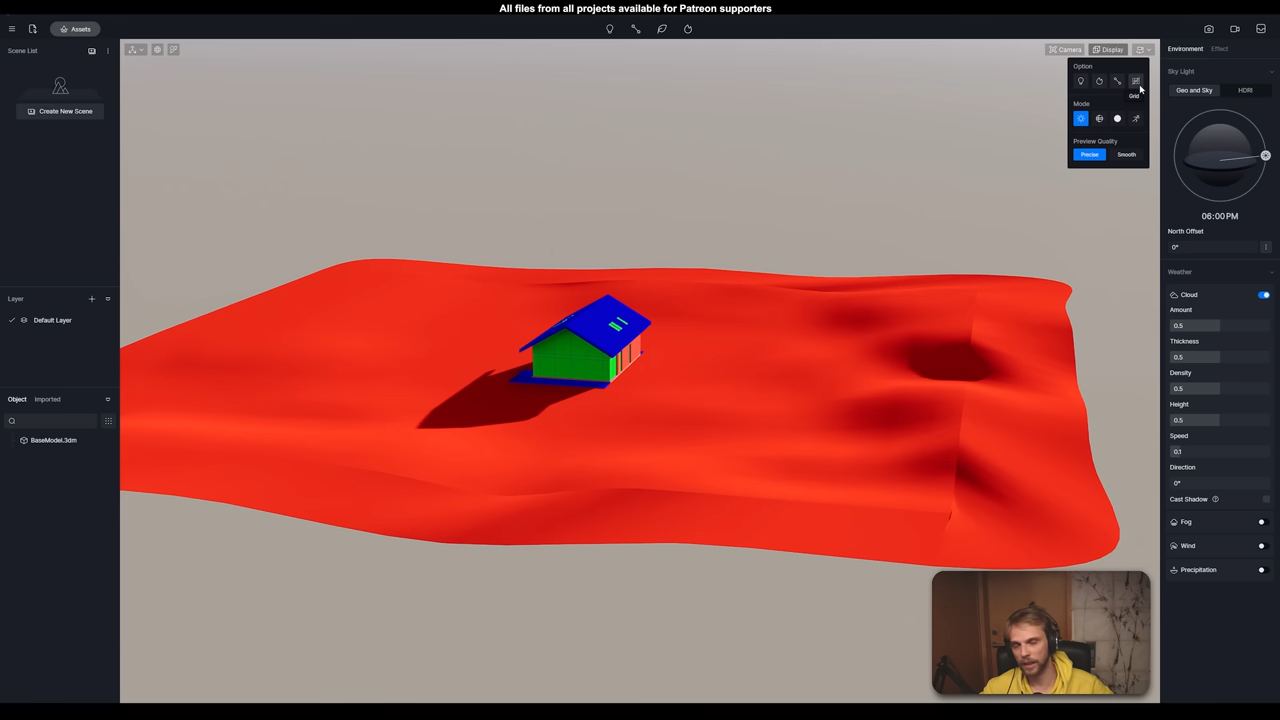 All files from all projects available for Patreon supporters
Assets
Scene List
Create New Scene
Layer
Default Layer
Object Imported
BaseModel.3dm
Camera Display
Option
Grid
Mode
Preview Quality
Precise Smooth
Environment Effect
Sky Light
Geo and Sky HDRI
06:00PM
North Offset
0°
Weather
Cloud
Amount
0.5
Thickness
0.5
Density
0.5
Height
0.5
Speed
0.1
Direction
0°
Cast Shadow
Fog
Wind
Precipitation